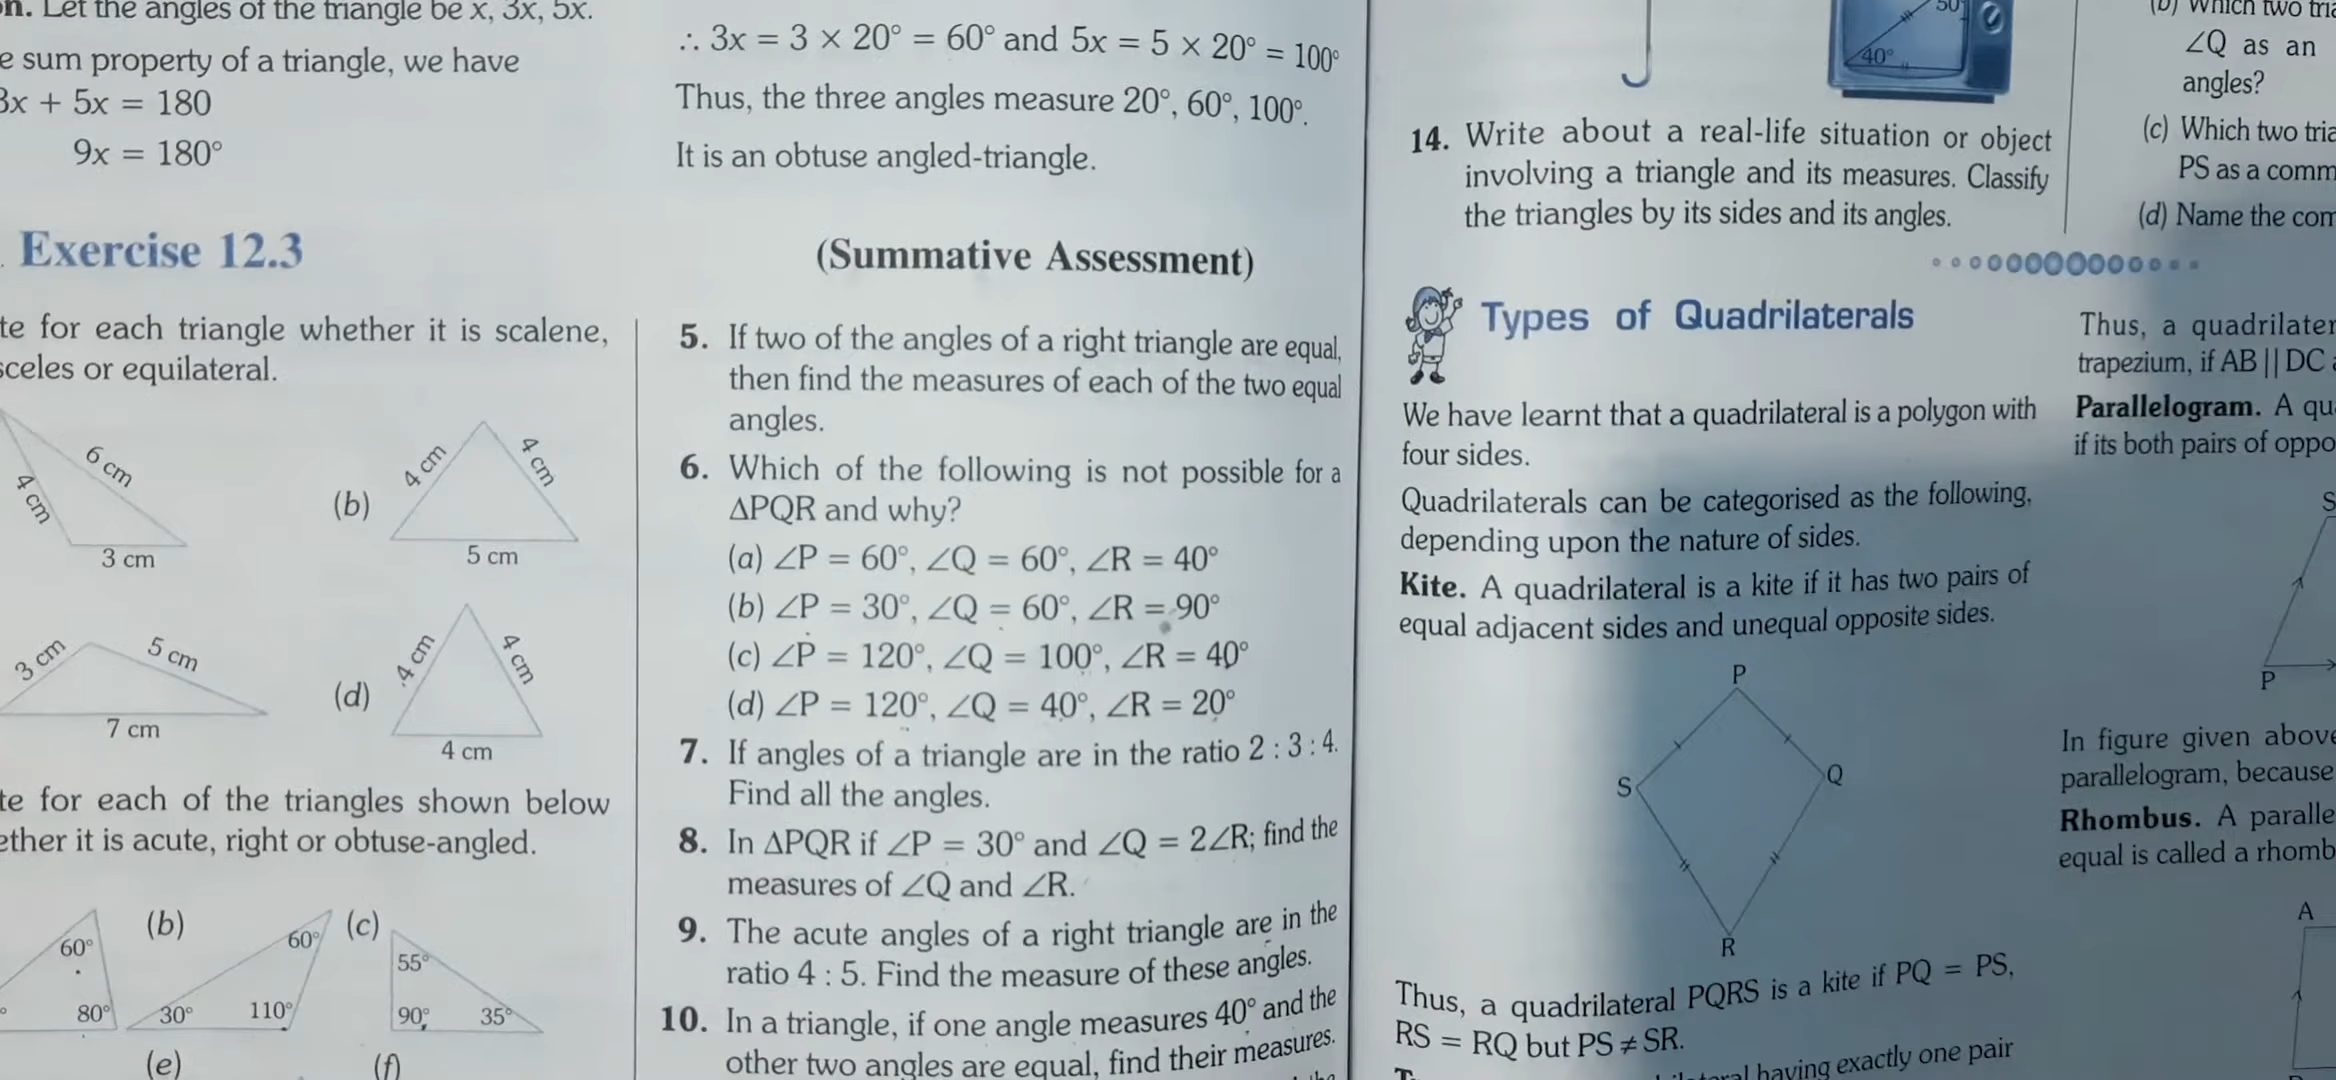 Let the angles of the triangle be x, 3x, 5x.
sum property of a triangle, we have
3x + 5x = 180
9x = 180°
∴ 3x = 3 × 20° = 60° and 5x = 5 × 20° = 100°
Thus, the three angles measure 20°, 60°, 100°.
It is an obtuse angled-triangle.
Exercise 12.3
(Summative Assessment)
for each triangle whether it is scalene,
or equilateral.
6 cm
4 cm
3 cm
(b)
4 cm
4 cm
5 cm
3 cm
5 cm
7 cm
(d)
4 cm
4 cm
4 cm
for each of the triangles shown below
it is acute, right or obtuse-angled.
60°
80°
(b)
60°
30°
110°
(c)
55°
90°
35°
(e)
(f)
5. If two of the angles of a right triangle are equal,
then find the measures of each of the two equal
angles.
6. Which of the following is not possible for a
ΔPQR and why?
(a) ∠P = 60°, ∠Q = 60°, ∠R = 40°
(b) ∠P = 30°, ∠Q = 60°, ∠R = 90°
(c) ∠P = 120°, ∠Q = 100°, ∠R = 40°
(d) ∠P = 120°, ∠Q = 40°, ∠R = 20°
7. If angles of a triangle are in the ratio 2 : 3 : 4.
Find all the angles.
8. In ΔPQR if ∠P = 30° and ∠Q = 2∠R; find the
measures of ∠Q and ∠R.
9. The acute angles of a right triangle are in the
ratio 4 : 5. Find the measure of these angles.
10. In a triangle, if one angle measures 40° and the
other two angles are equal, find their measures.
50°
40°
14. Write about a real-life situation or object
involving a triangle and its measures. Classify
the triangles by its sides and its angles.
(b) Which two
∠Q as an
angles?
(c) Which two
PS as a
(d) Name the
Types of Quadrilaterals
We have learnt that a quadrilateral is a polygon with
four sides.
Quadrilaterals can be categorised as the following,
depending upon the nature of sides.
Kite. A quadrilateral is a kite if it has two pairs of
equal adjacent sides and unequal opposite sides.
P
S
Q
R
Thus, a quadrilateral PQRS is a kite if PQ = PS,
RS = RQ but PS ≠ SR.
having exactly one pair
Thus, a
trapezium, if AB || DC
Parallelogram. A
if its both pairs of
S
P
In figure given above
parallelogram, because
Rhombus. A
equal is called a
A